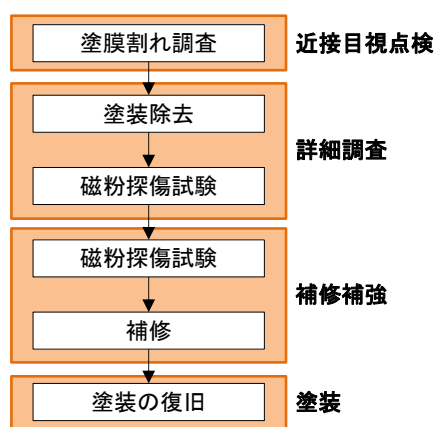 塗膜割れ調査
近接目視点検
塗装除去
詳細調査
磁粉探傷試験
磁粉探傷試験
補修補強
補修
塗装の復旧
塗装